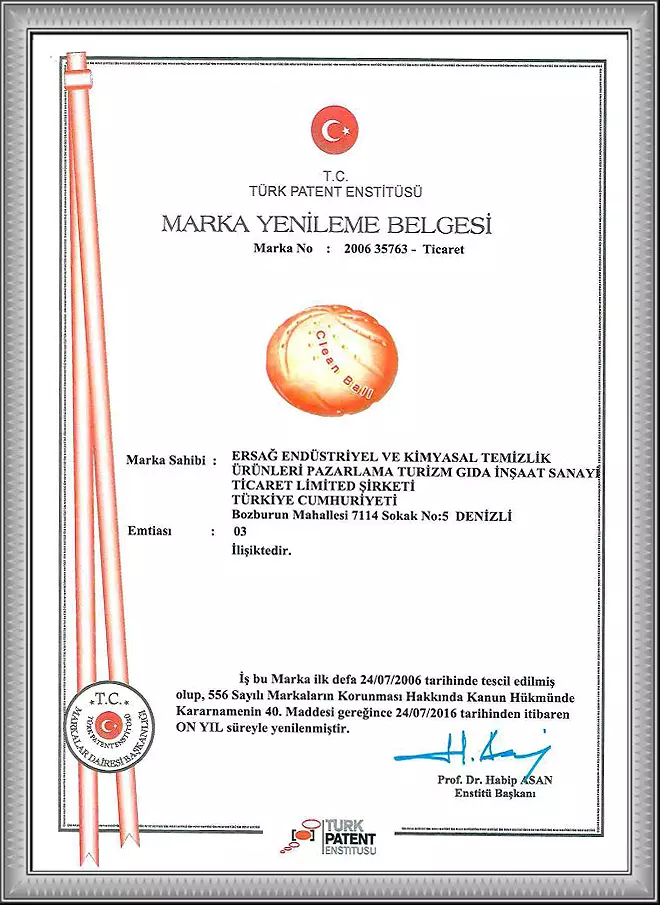 T.C.
TÜRK PATENT ENSTİTÜSÜ
MARKA YENİLEME BELGESİ
Marka No : 2006 35763 - Ticaret
Clean Ball
Marka Sahibi : ERSAĞ ENDÜSTRİYEL VE KİMYASAL TEMİZLİK
ÜRÜNLERİ PAZARLAMA TURİZM GIDA İNŞAAT SANAYİ
TİCARET LİMİTED ŞİRKETİ
TÜRKİYE CUMHURİYETİ
Bozburun Mahallesi 7114 Sokak No:5 DENİZLİ
Emtiası : 03
İlişiktedir.
İş bu Marka ilk defa 24/07/2006 tarihinde tescil edilmiş
olup, 556 Sayılı Markaların Korunması Hakkında Kanun Hükmünde
Kararnamenin 40. Maddesi gereğince 24/07/2016 tarihinden itibaren
ON YIL süreyle yenilenmiştir.
T.C.
TÜRK PATENT ENSTİTÜSÜ
MARKALAR DAİRESİ BAŞKANLIĞI
Prof. Dr. Habip ASAN
Enstitü Başkanı
TÜRK
PATENT
ENSTİTÜSÜ